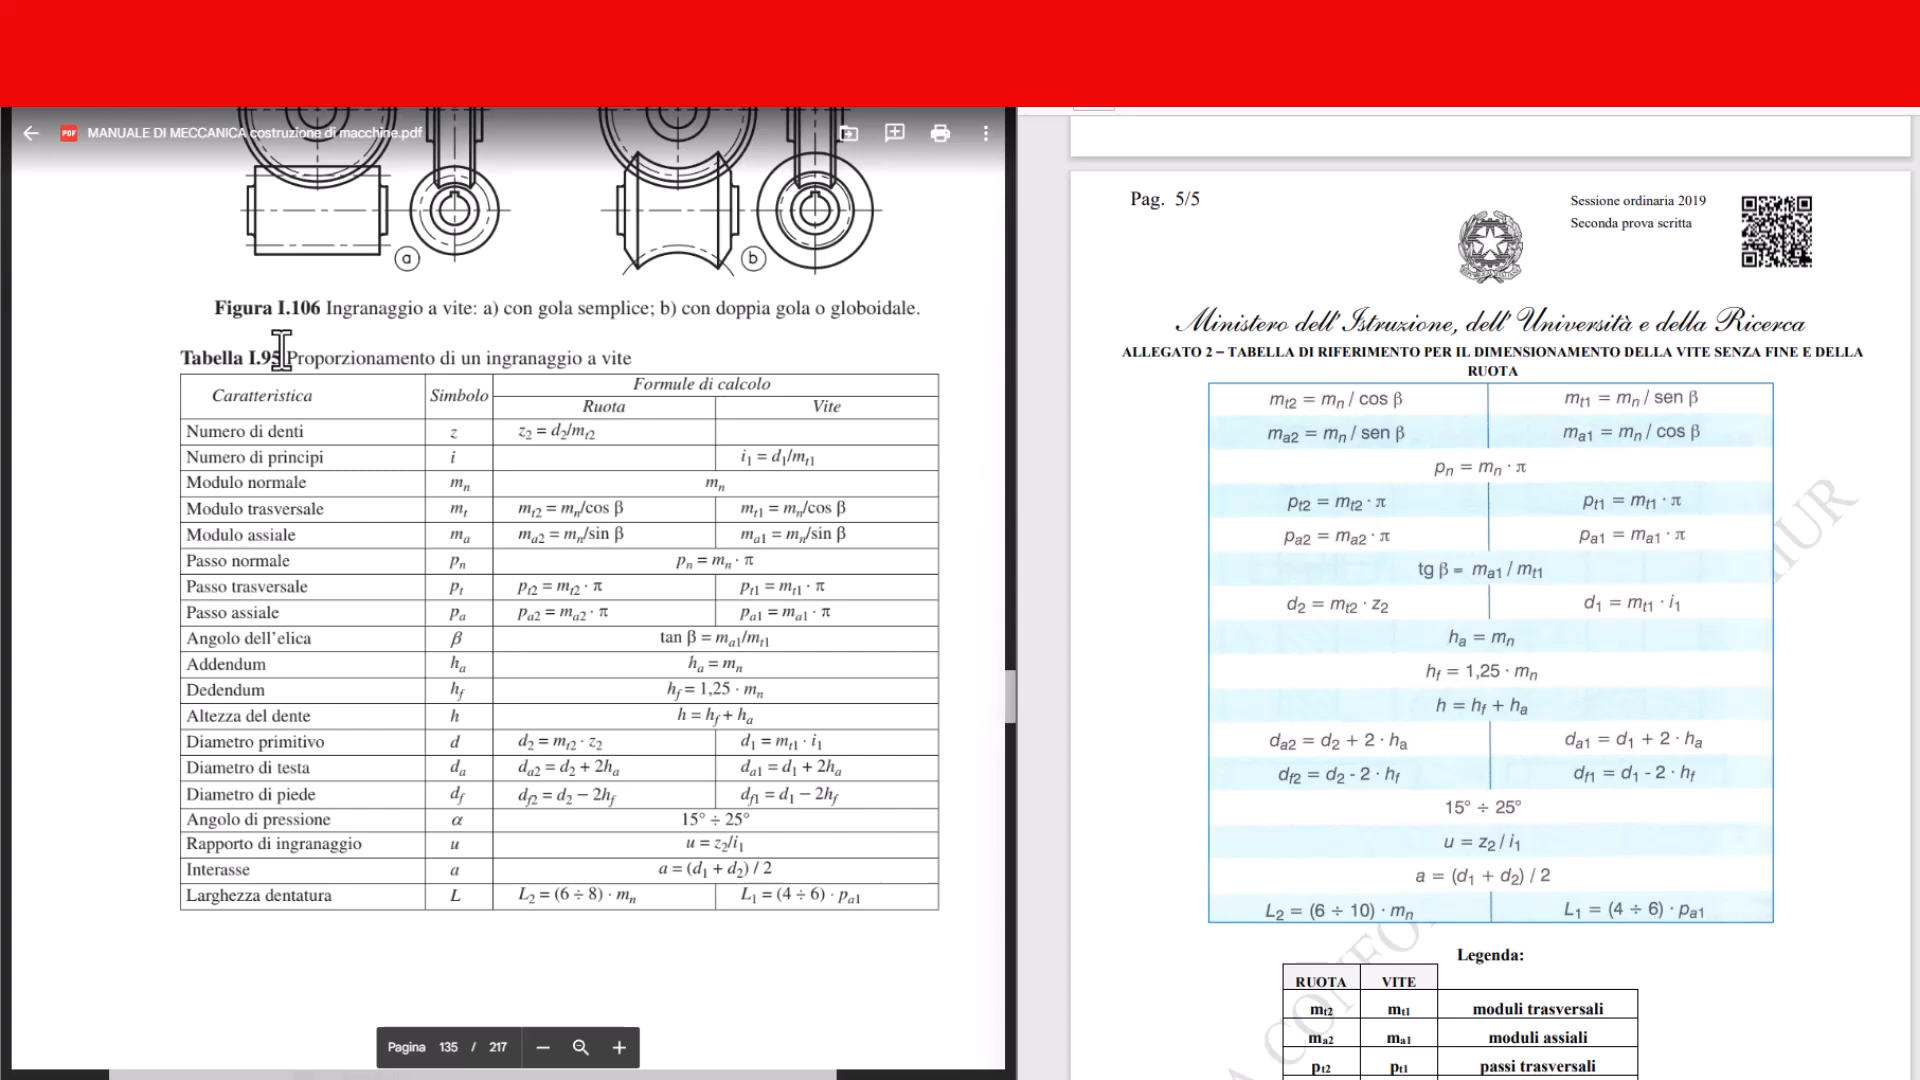 MANUALE DI MECCANICA costruzione di macchine.pdf
a
b
Figura I.106 Ingranaggio a vite: a) con gola semplice; b) con doppia gola o globoidale.
Tabella I.95 Proporzionamento di un ingranaggio a vite
Caratteristica Simbolo Formule di calcolo
Ruota Vite
Numero di denti z z2 = d2/mt2
Numero di principi i i1 = d1/mt1
Modulo normale mn mn
Modulo trasversale mt mt2 = mn/cos β mt1 = mn/cos β
Modulo assiale ma ma2 = mn/sin β ma1 = mn/sin β
Passo normale pn pn = mn · π
Passo trasversale pt pt2 = mt2 · π pt1 = mt1 · π
Passo assiale pa pa2 = ma2 · π pa1 = ma1 · π
Angolo dell'elica β tan β = ma1/mt1
Addendum ha ha = mn
Dedendum hf hf = 1,25 · mn
Altezza del dente h h = hf + ha
Diametro primitivo d d2 = mt2 · z2 d1 = mt1 · i1
Diametro di testa da da2 = d2 + 2ha da1 = d1 + 2ha
Diametro di piede df df2 = d2 − 2hf df1 = d1 − 2hf
Angolo di pressione α 15° ÷ 25°
Rapporto di ingranaggio u u = z2/i1
Interasse a a = (d1 + d2) / 2
Larghezza dentatura L L2 = (6 ÷ 8) · mn L1 = (4 ÷ 6) · pa1
Pagina 135 / 217
Pag. 5/5
Sessione ordinaria 2019
Seconda prova scritta
Ministero dell'Istruzione, dell'Università e della Ricerca
ALLEGATO 2 – TABELLA DI RIFERIMENTO PER IL DIMENSIONAMENTO DELLA VITE SENZA FINE E DELLA
RUOTA
mt2 = mn / cos β mt1 = mn / sen β
ma2 = mn / sen β ma1 = mn / cos β
pn = mn · π
pt2 = mt2 · π pt1 = mt1 · π
pa2 = ma2 · π pa1 = ma1 · π
tg β = ma1 / mt1
d2 = mt2 · z2 d1 = mt1 · i1
ha = mn
hf = 1,25 · mn
h = hf + ha
da2 = d2 + 2 · ha da1 = d1 + 2 · ha
df2 = d2 - 2 · hf df1 = d1 - 2 · hf
15° ÷ 25°
u = z2 / i1
a = (d1 + d2) / 2
L2 = (6 ÷ 10) · mn L1 = (4 ÷ 6) · pa1
Legenda:
RUOTA VITE
mt2 mt1 moduli trasversali
ma2 ma1 moduli assiali
pt2 pt1 passi trasversali